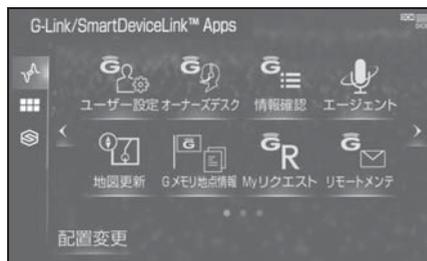 G-Link/SmartDeviceLink™ Apps
ユーザー設定 オーナーズデスク 情報確認 エージェント
地図更新 Gメモリ地点情報 Myリクエスト リモートメンテ
配置変更